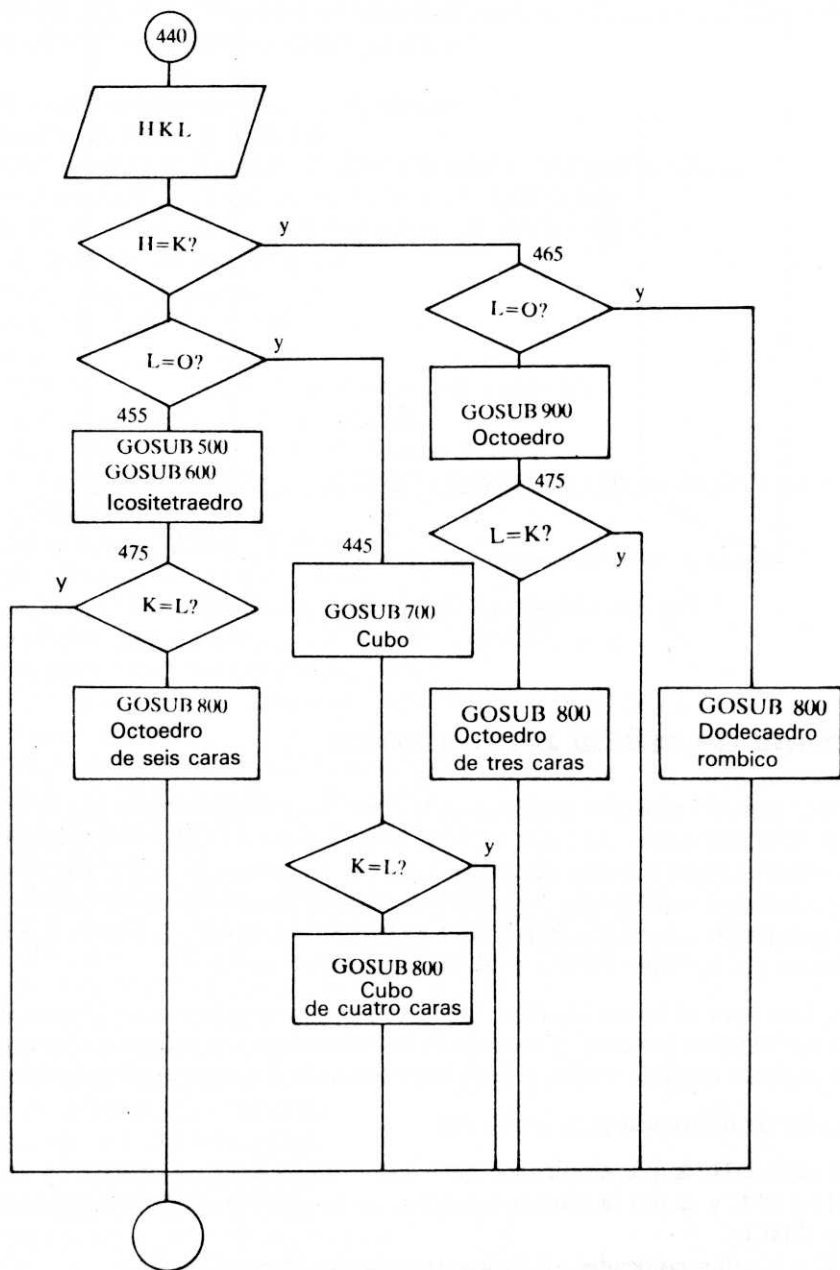 440
HKL
H=K?
y
465
L=O?
y
L=O?
y
455
GOSUB 500
GOSUB 600
Icositetraedro
GOSUB 900
Octoedro
475
L=K?
y
475
y
K=L?
445
GOSUB 700
Cubo
GOSUB 800
Octoedro
de seis caras
GOSUB 800
Octoedro
de tres caras
GOSUB 800
Dodecaedro
rombico
K=L?
y
GOSUB 800
Cubo
de cuatro caras